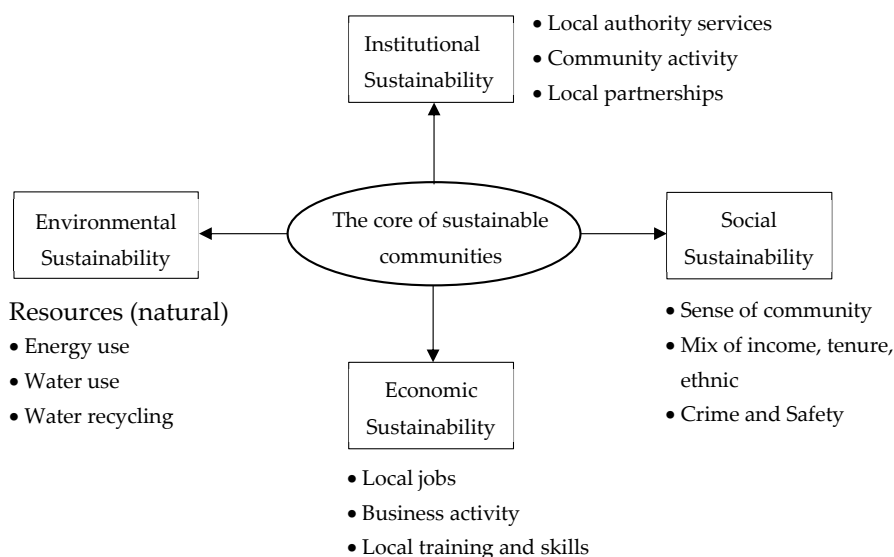 Institutional
Sustainability
• Local authority services
• Community activity
• Local partnerships
Environmental
Sustainability
The core of sustainable
communities
Social
Sustainability
Resources (natural)
• Energy use
• Water use
• Water recycling
• Sense of community
• Mix of income, tenure,
ethnic
• Crime and Safety
Economic
Sustainability
• Local jobs
• Business activity
• Local training and skills